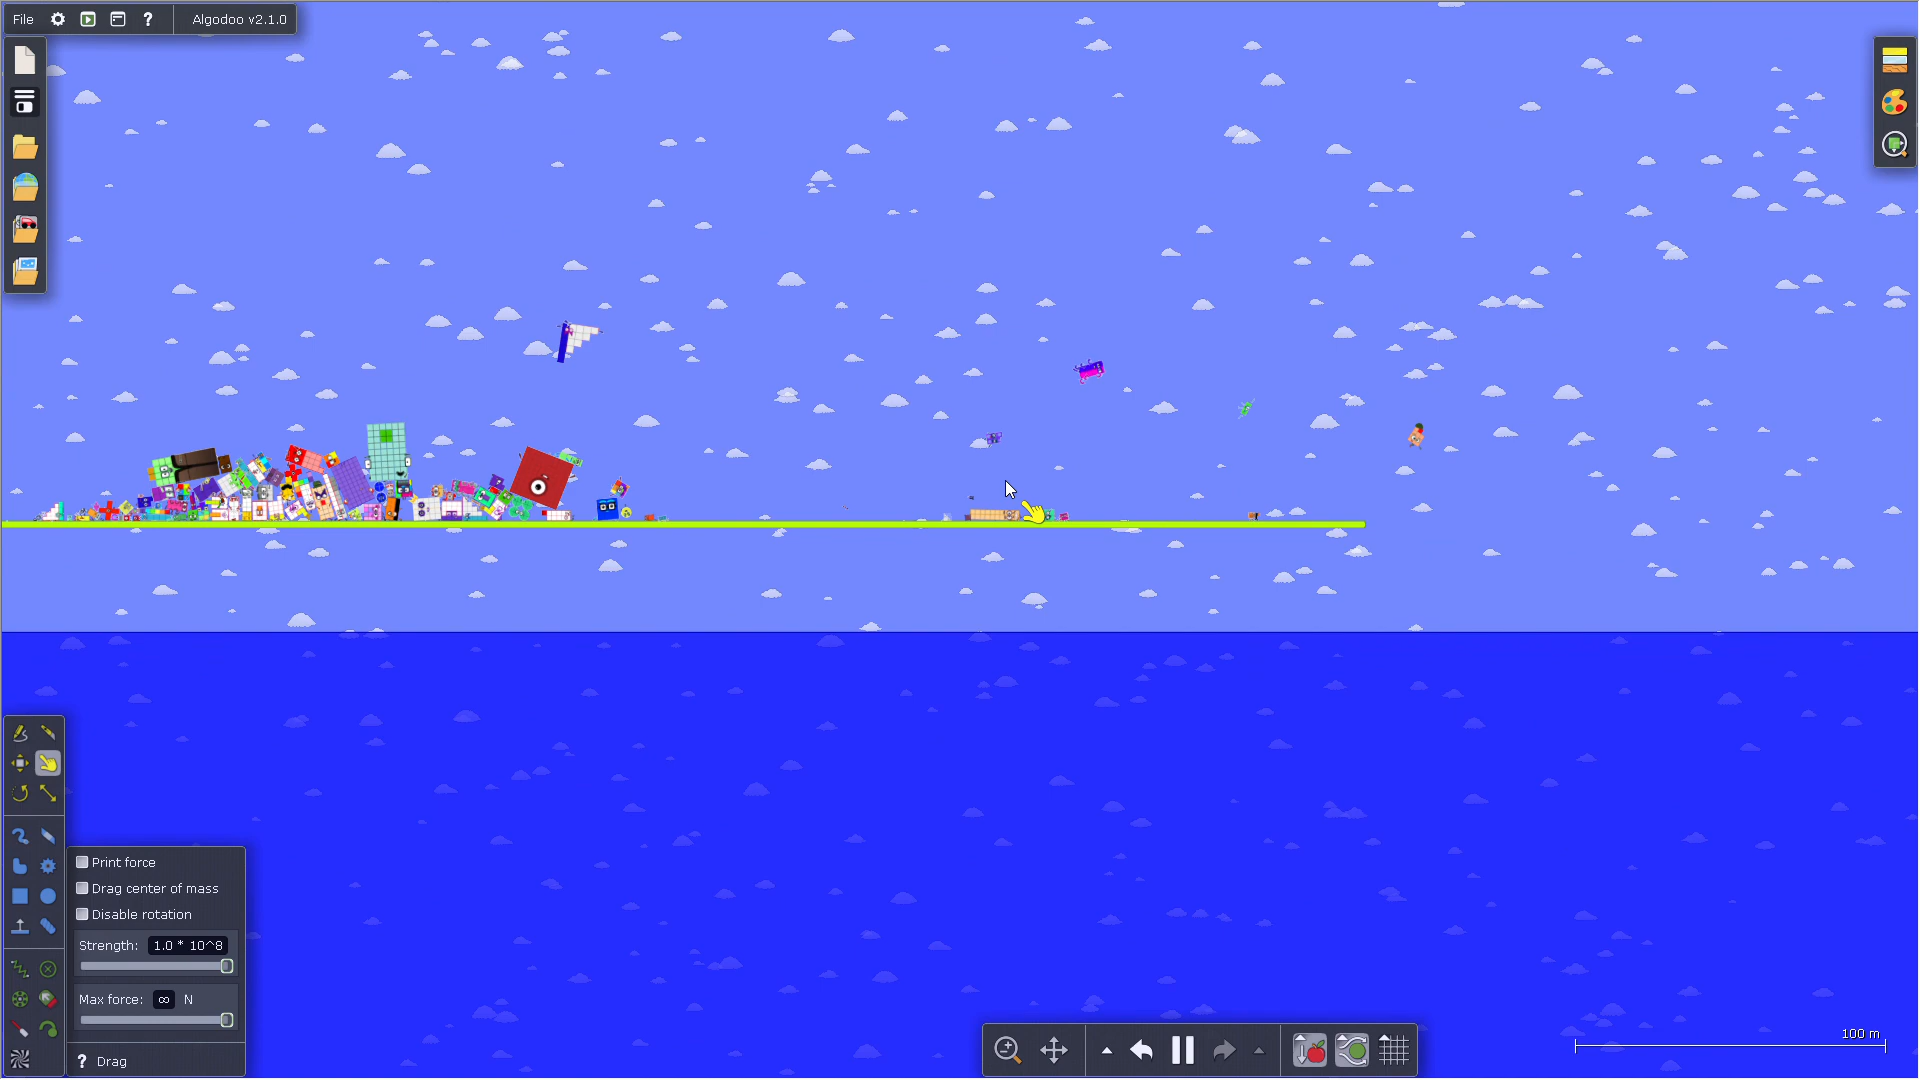 File ? Algodoo v2.1.0
Print force
Drag center of mass
Disable rotation
Strength: 1.0 * 10^8
Max force: ∞ N
? Drag
100 m